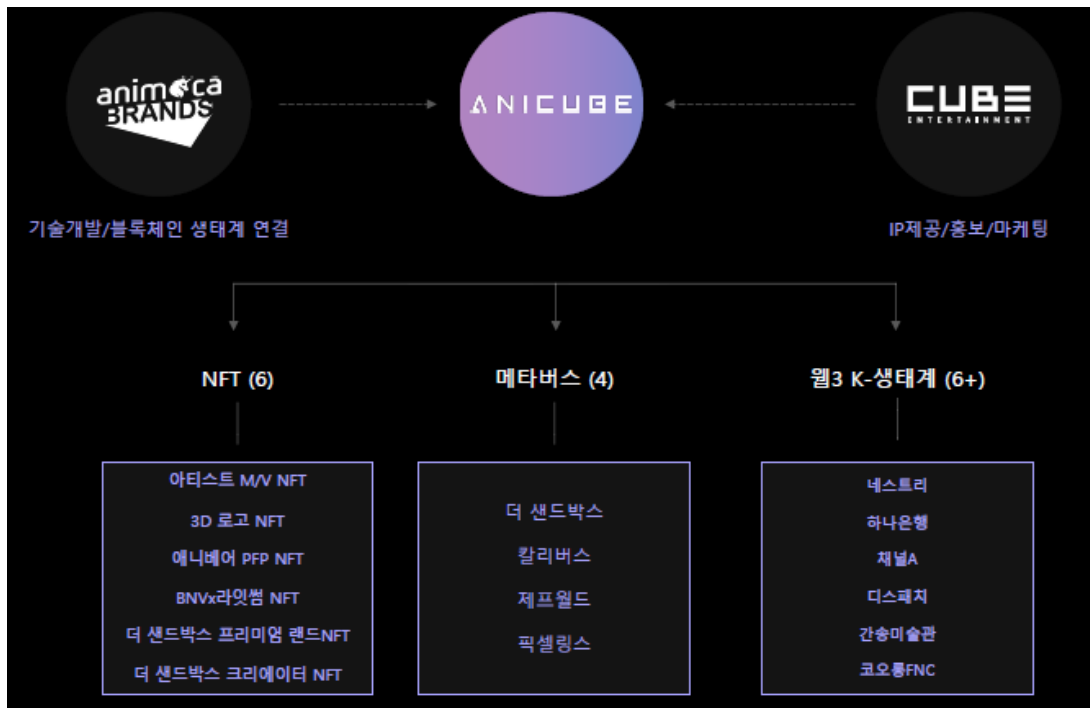 animoca
BRANDS
ANICUBE
CUBE
ENTERTAINMENT
기술개발/블록체인 생태계 연결
IP제공/홍보/마케팅
NFT (6)
메타버스 (4)
웹3 K-생태계 (6+)
아티스트 M/V NFT
3D 로고 NFT
애니베어 PFP NFT
BNVx라잇썸 NFT
더 샌드박스 프리미엄 랜드NFT
더 샌드박스 크리에이터 NFT
더 샌드박스
칼리버스
제프월드
픽셀링스
네스트리
하나은행
채널A
디스패치
간송미술관
코오롱FNC